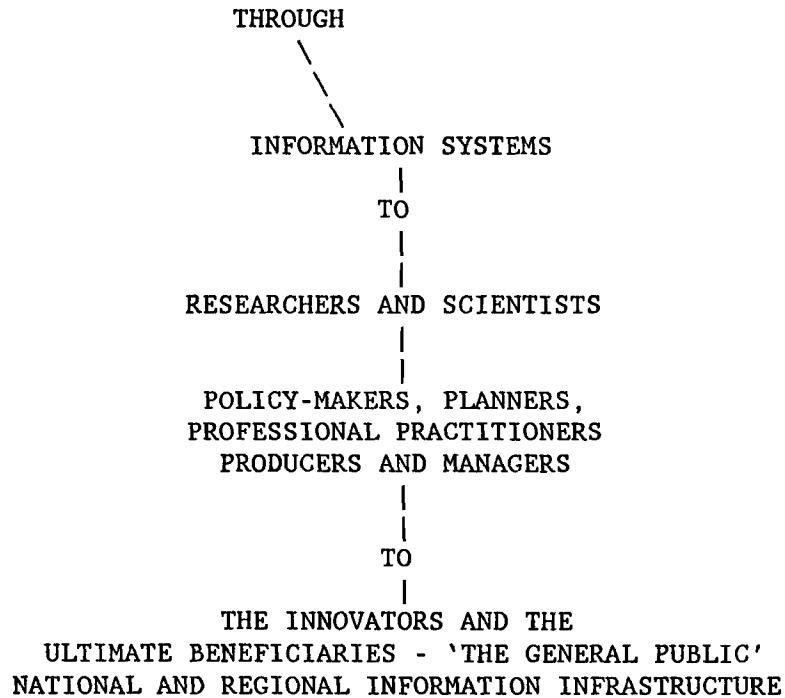 THROUGH
INFORMATION SYSTEMS
TO
RESEARCHERS AND SCIENTISTS
POLICY-MAKERS, PLANNERS,
PROFESSIONAL PRACTITIONERS
PRODUCERS AND MANAGERS
TO
THE INNOVATORS AND THE
ULTIMATE BENEFICIARIES - 'THE GENERAL PUBLIC'
NATIONAL AND REGIONAL INFORMATION INFRASTRUCTURE